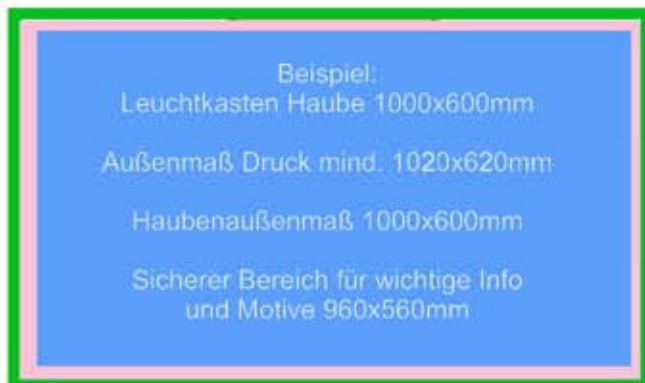 Beispiel:
Leuchtkasten Haube 1000x600mm
Außenmaß Druck mind. 1020x620mm
Haubenaußenmaß 1000x600mm
Sicherer Bereich für wichtige Info
und Motive 960x560mm